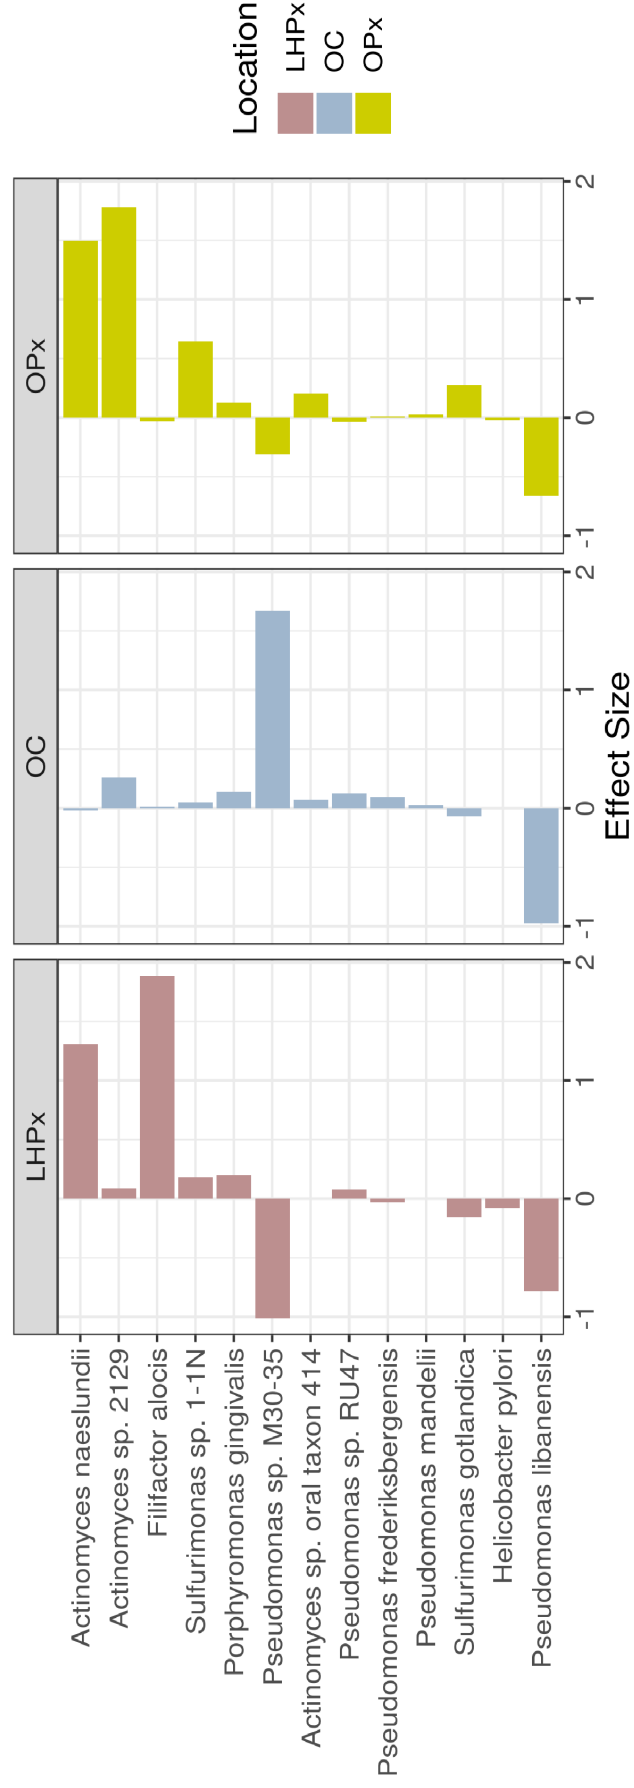 LHPx
OC
OPx
Actinomyces naeslundii
Actinomyces sp. 2129
Filifactor alocis
Sulfurimonas sp. 1-1N
Porphyromonas gingivalis
Pseudomonas sp. M30-35
Actinomyces sp. oral taxon 414
Pseudomonas sp. RU47
Pseudomonas frederiksbergensis
Pseudomonas mandelii
Sulfurimonas gotlandica
Helicobacter pylori
Pseudomonas libanensis
-1 0 1 2
-1 0 1 2
-1 0 1 2
Effect Size
Location
LHPx
OC
OPx